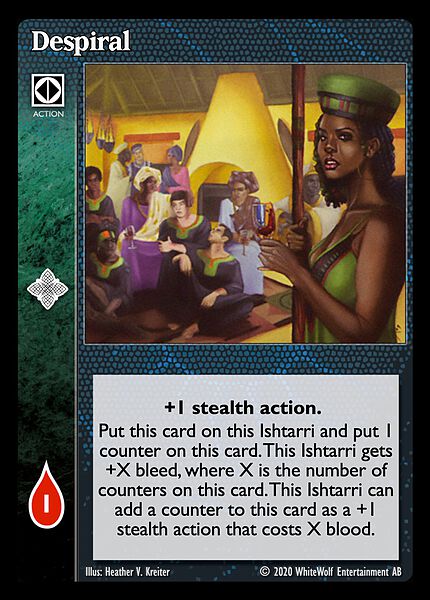 Despiral
ACTION
+1 stealth action.
Put this card on this Ishtarri and put 1
counter on this card.This Ishtarri gets
+X bleed, where X is the number of
counters on this card.This Ishtarri can
add a counter to this card as a +1
stealth action that costs X blood.
1
Illus: Heather V. Kreiter
© 2020 WhiteWolf Entertainment AB